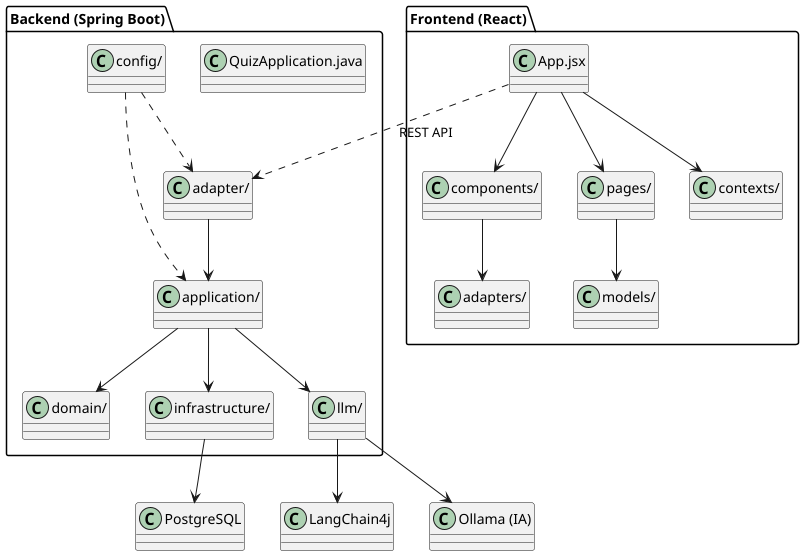 Backend (Spring Boot)
Frontend (React)
C config/
C QuizApplication.java
C App.jsx
REST API
C adapter/
C components/
C pages/
C contexts/
C application/
C adapters/
C models/
C domain/
C infrastructure/
C llm/
C PostgreSQL
C LangChain4j
C Ollama (IA)